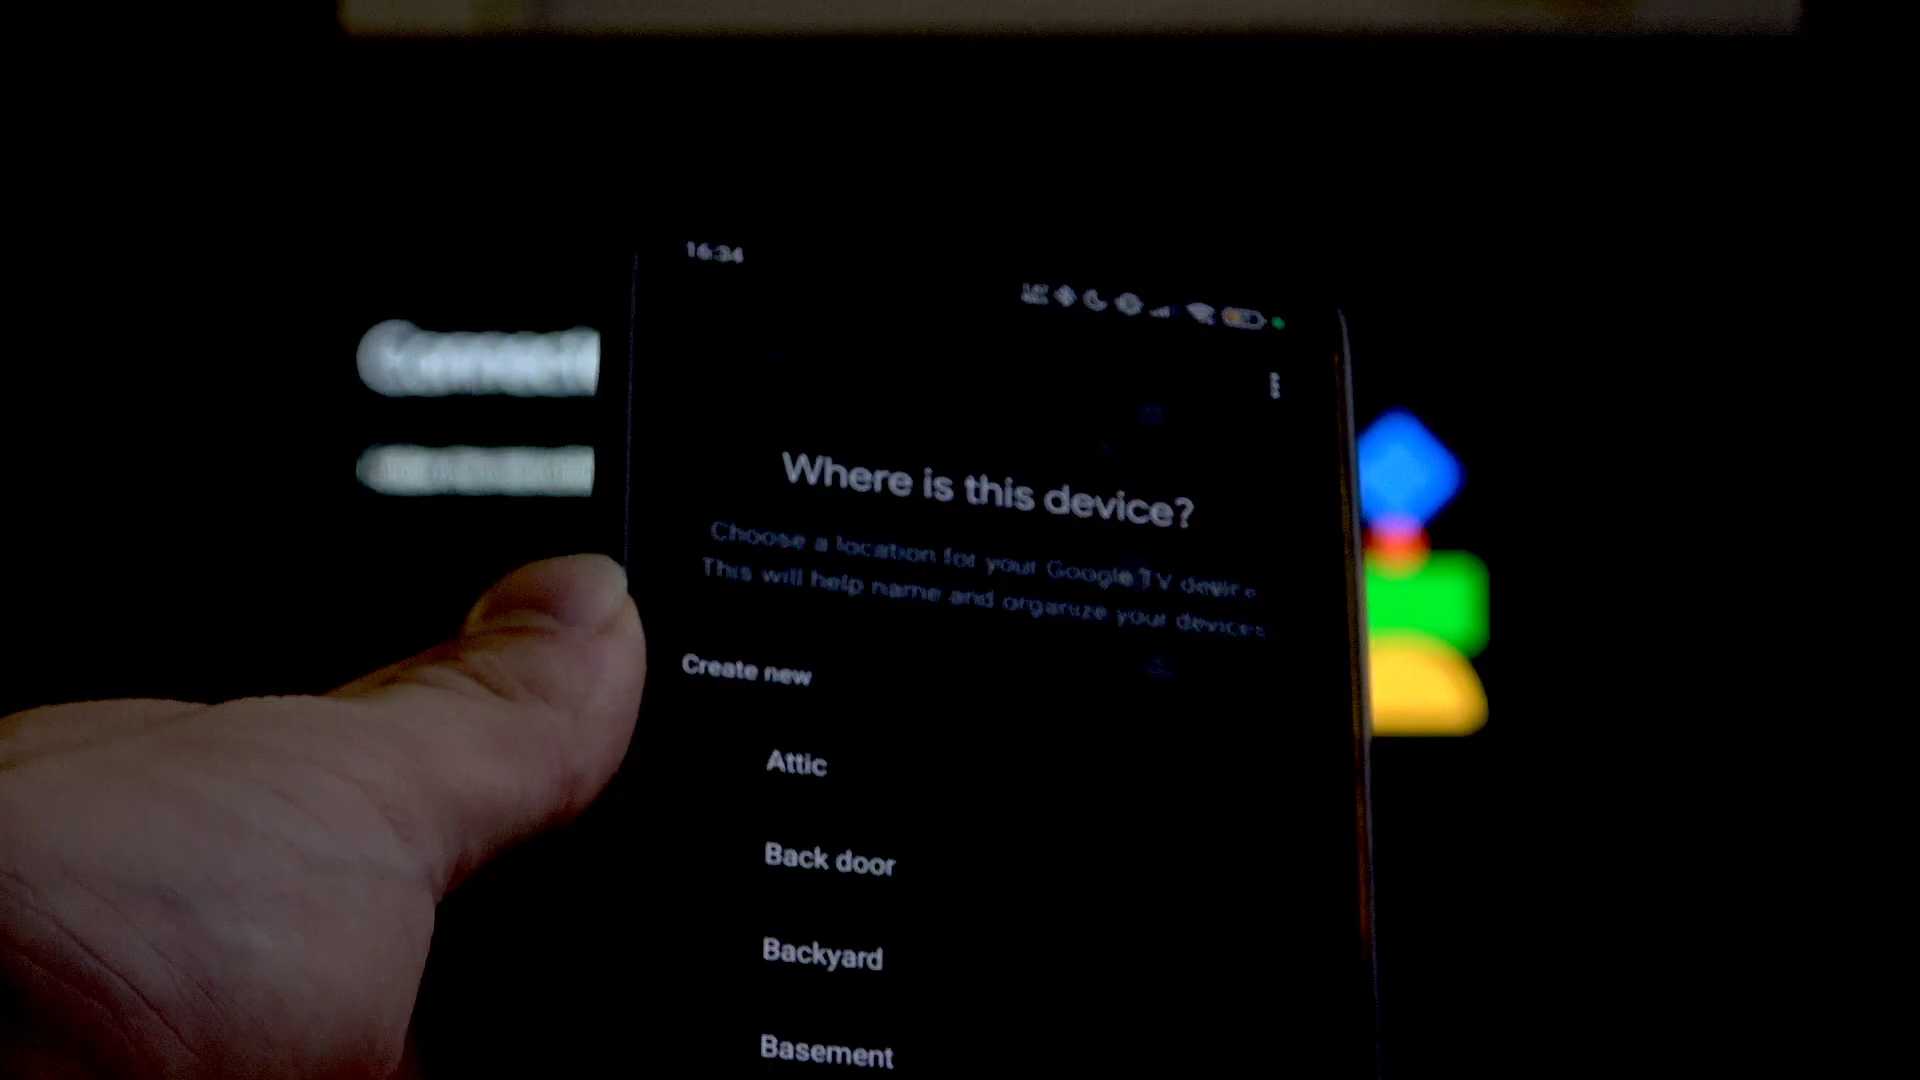 16:34
Where is this device?
Choose a location for your Google TV device.
This will help name and organize your devices.
Create new
Attic
Back door
Backyard
Basement